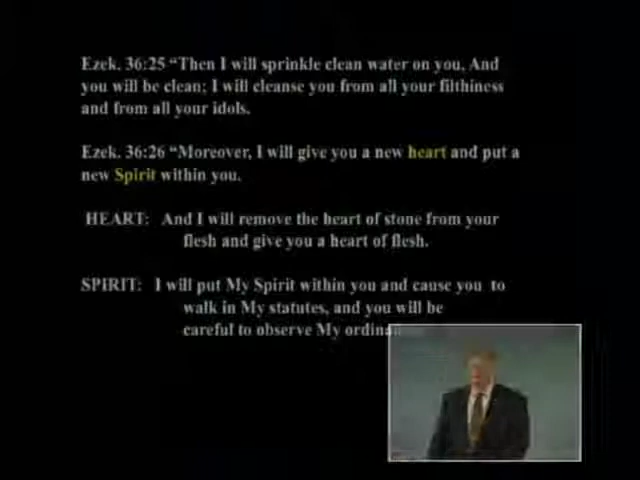 Ezek. 36:25 “Then I will sprinkle clean water on you, And
you will be clean; I will cleanse you from all your filthiness
and from all your idols.
Ezek. 36:26 “Moreover, I will give you a new heart and put a
new Spirit within you.
HEART: And I will remove the heart of stone from your
flesh and give you a heart of flesh.
SPIRIT: I will put My Spirit within you and cause you to
walk in My statutes, and you will be
careful to observe My